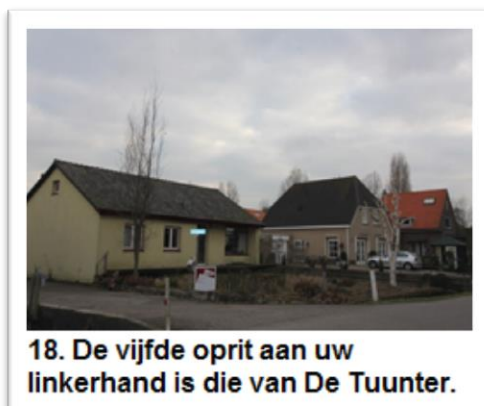 18. De vijfde oprit aan uw
linkerhand is die van De Tuunter.